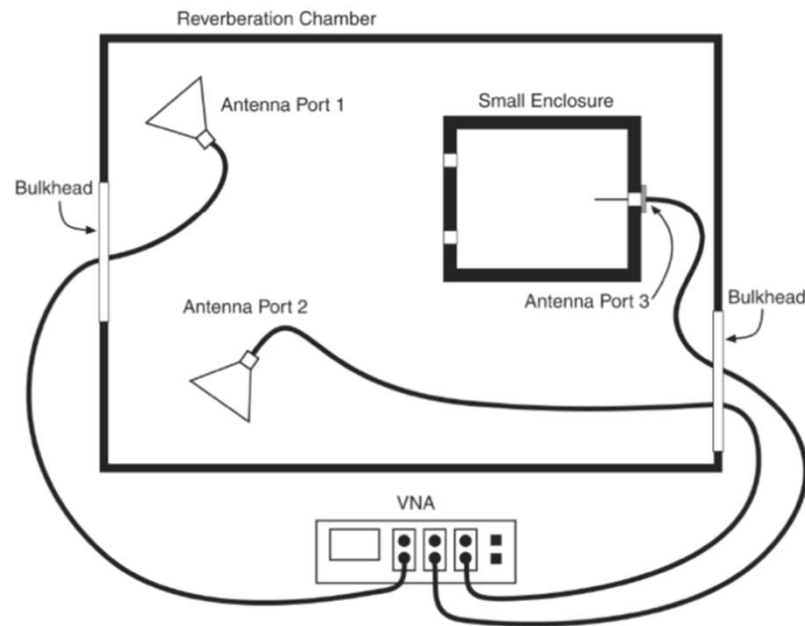 Reverberation Chamber
Antenna Port 1
Small Enclosure
Bulkhead
Antenna Port 2
Antenna Port 3
Bulkhead
VNA